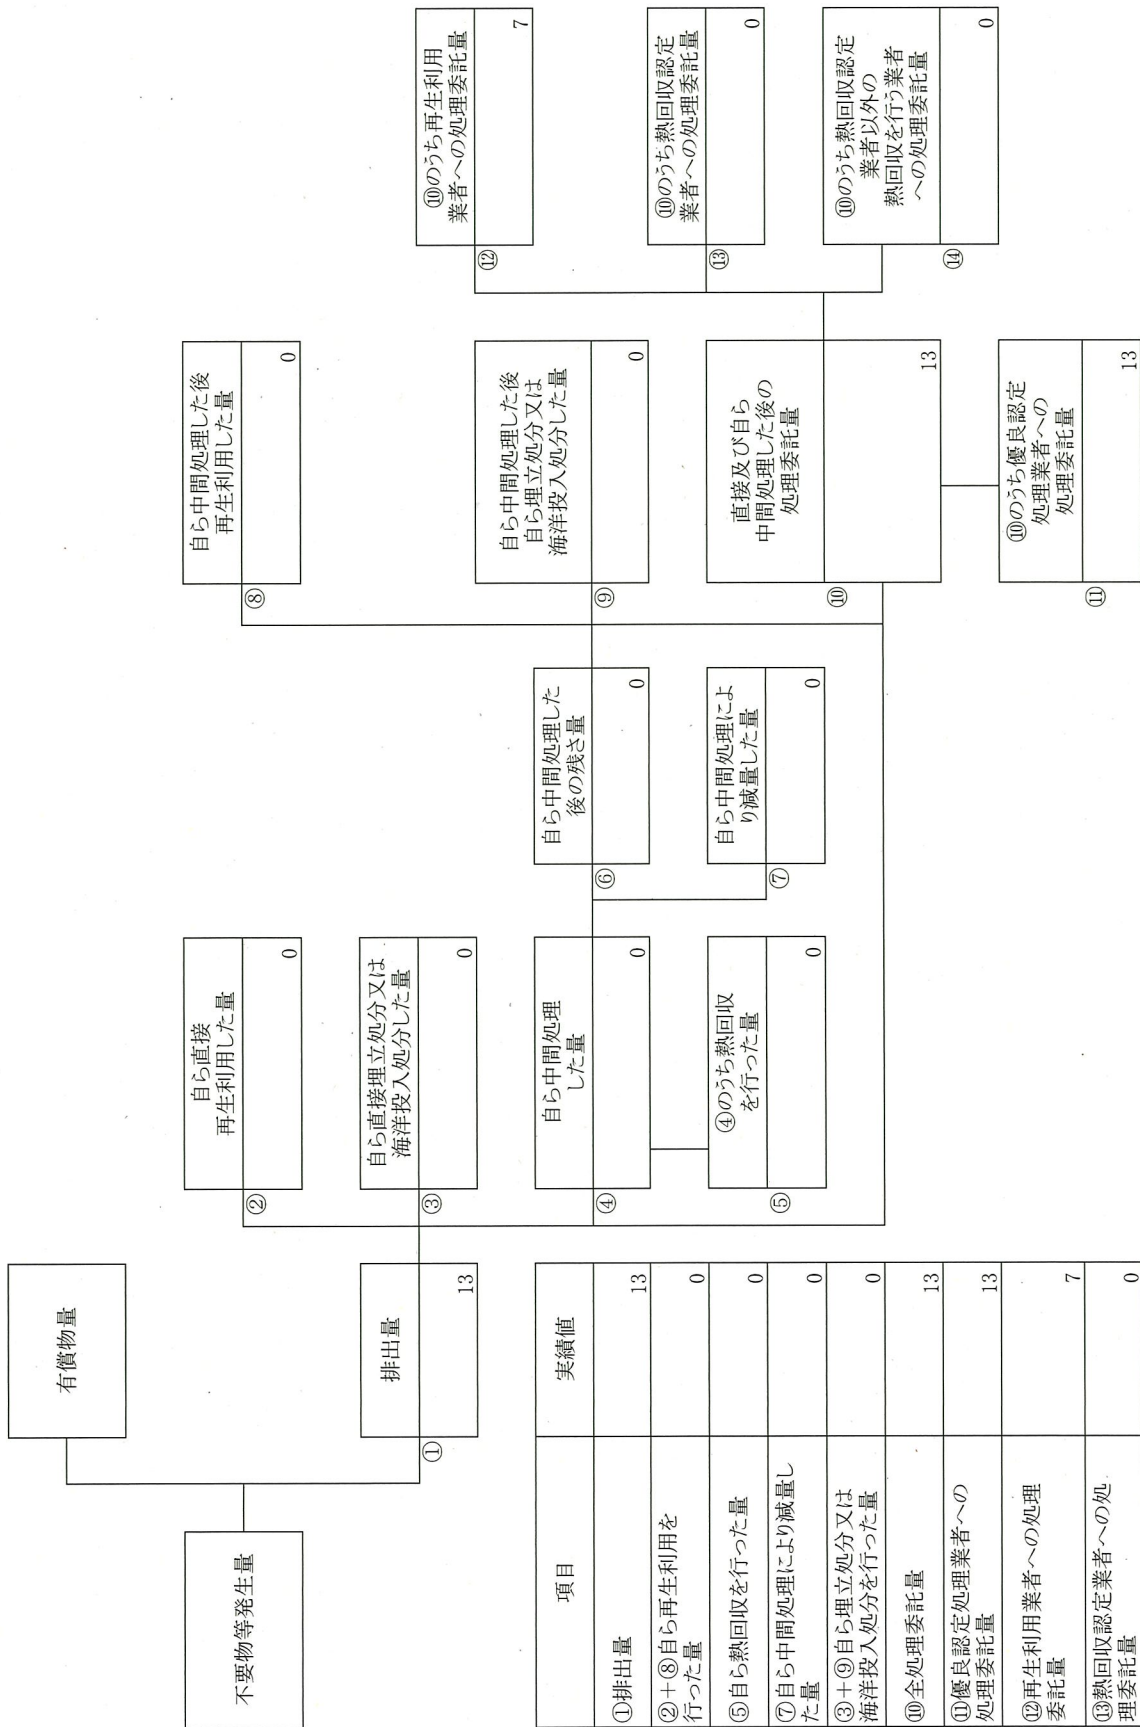 不要物等発生量
有償物量
①
排出量
13
②
自ら直接
再生利用した量
0
③
自ら直接埋立処分又は
海洋投入処分した量
0
④
自ら中間処理
した量
0
⑤
④のうち熱回収
を行った量
0
⑥
自ら中間処理した
後の残さ量
0
⑦
自ら中間処理によ
り減量した量
0
⑧
自ら中間処理した後
再生利用した量
0
⑨
自ら中間処理した後
自ら埋立処分又は
海洋投入処分した量
0
⑩
直接及び自ら
中間処理した後の
処理委託量
13
⑪
⑩のうち優良認定
処理業者への
処理委託量
13
⑫
⑩のうち再生利用
業者への処理委託量
7
⑬
⑩のうち熱回収認定
業者への処理委託量
0
⑭
⑩のうち熱回収認定
業者以外の
熱回収を行う業者
への処理委託量
0
項目 実績値
①排出量 13
②+⑧自ら再生利用を
行った量 0
⑤自ら熱回収を行った量 0
⑦自ら中間処理により減量し
た量 0
③+⑨自ら埋立処分又は
海洋投入処分を行った量 0
⑩全処理委託量 13
⑪優良認定処理業者への
処理委託量 13
⑫再生利用業者への処理
委託量 7
⑬熱回収認定業者への処
理委託量 0